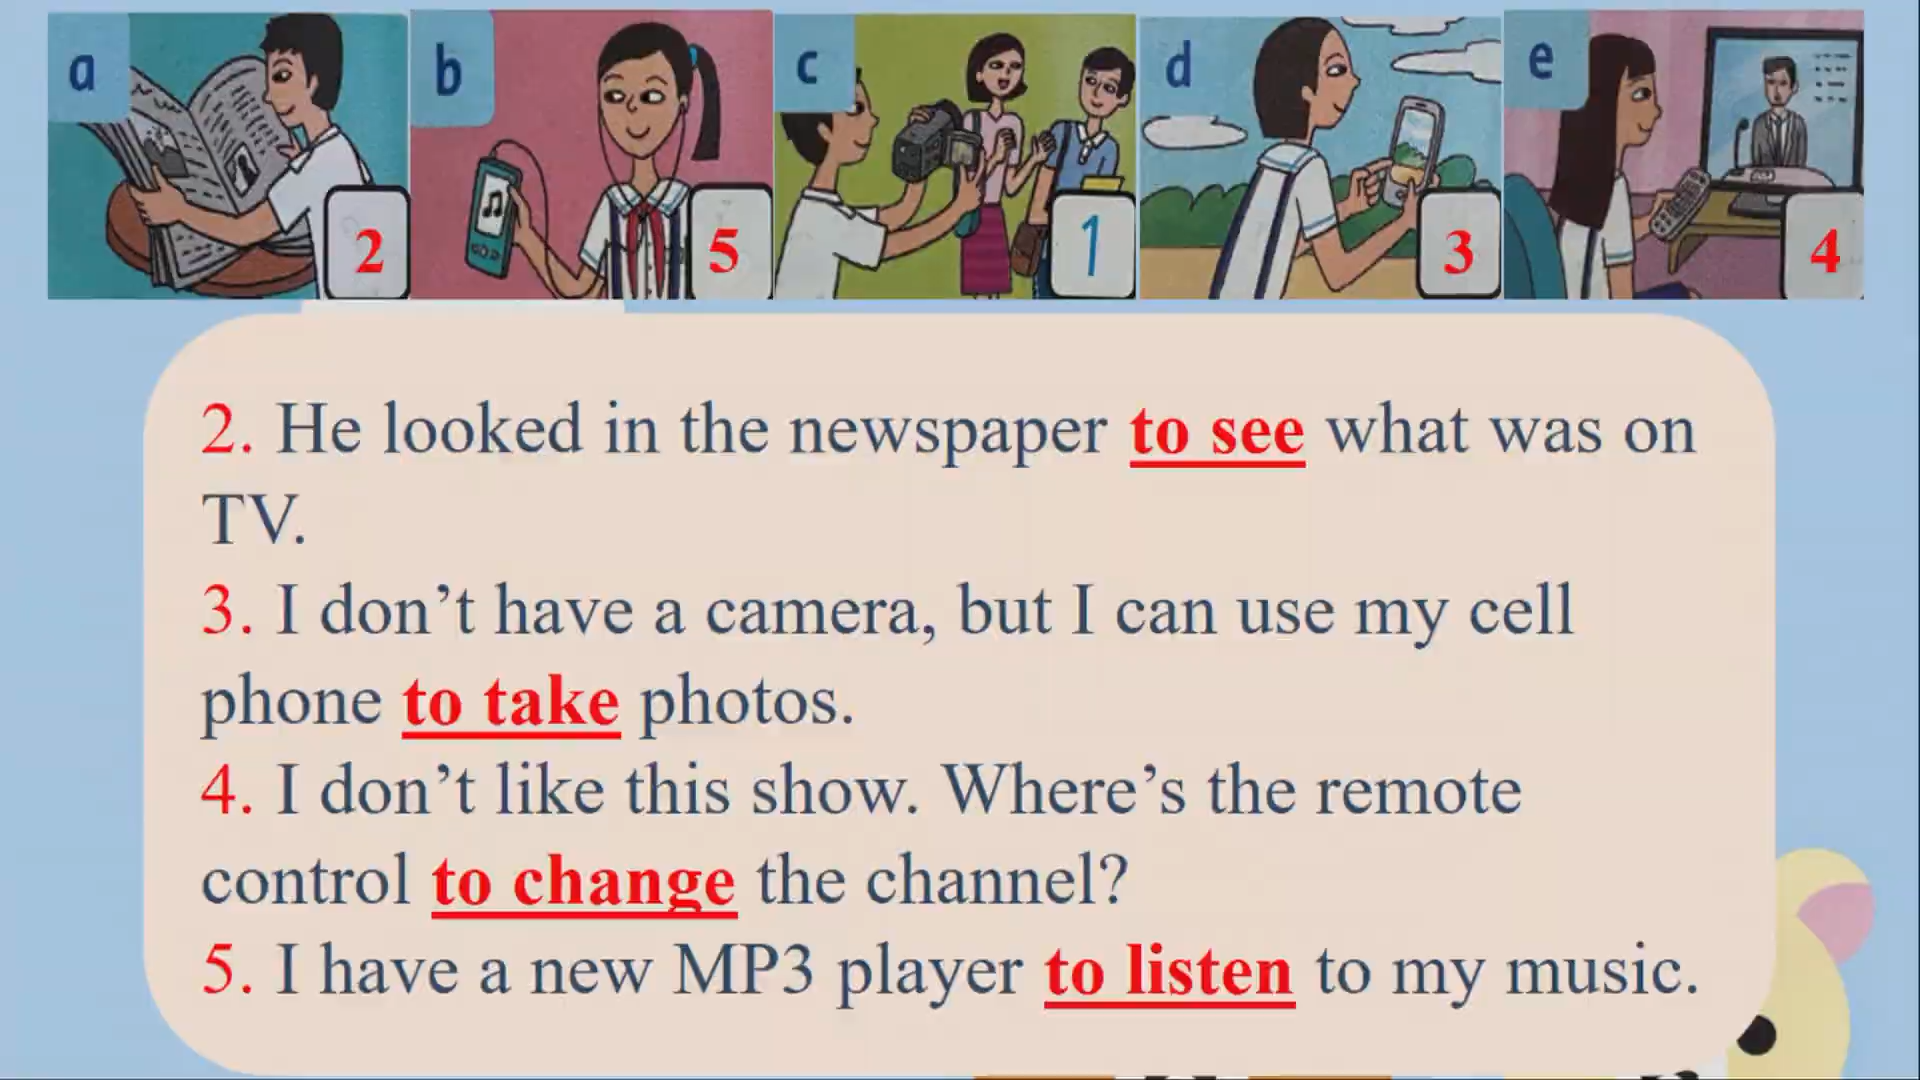 a b c d e
2 5 1 3 4
2. He looked in the newspaper to see what was on
TV.
3. I don’t have a camera, but I can use my cell
phone to take photos.
4. I don’t like this show. Where’s the remote
control to change the channel?
5. I have a new MP3 player to listen to my music.